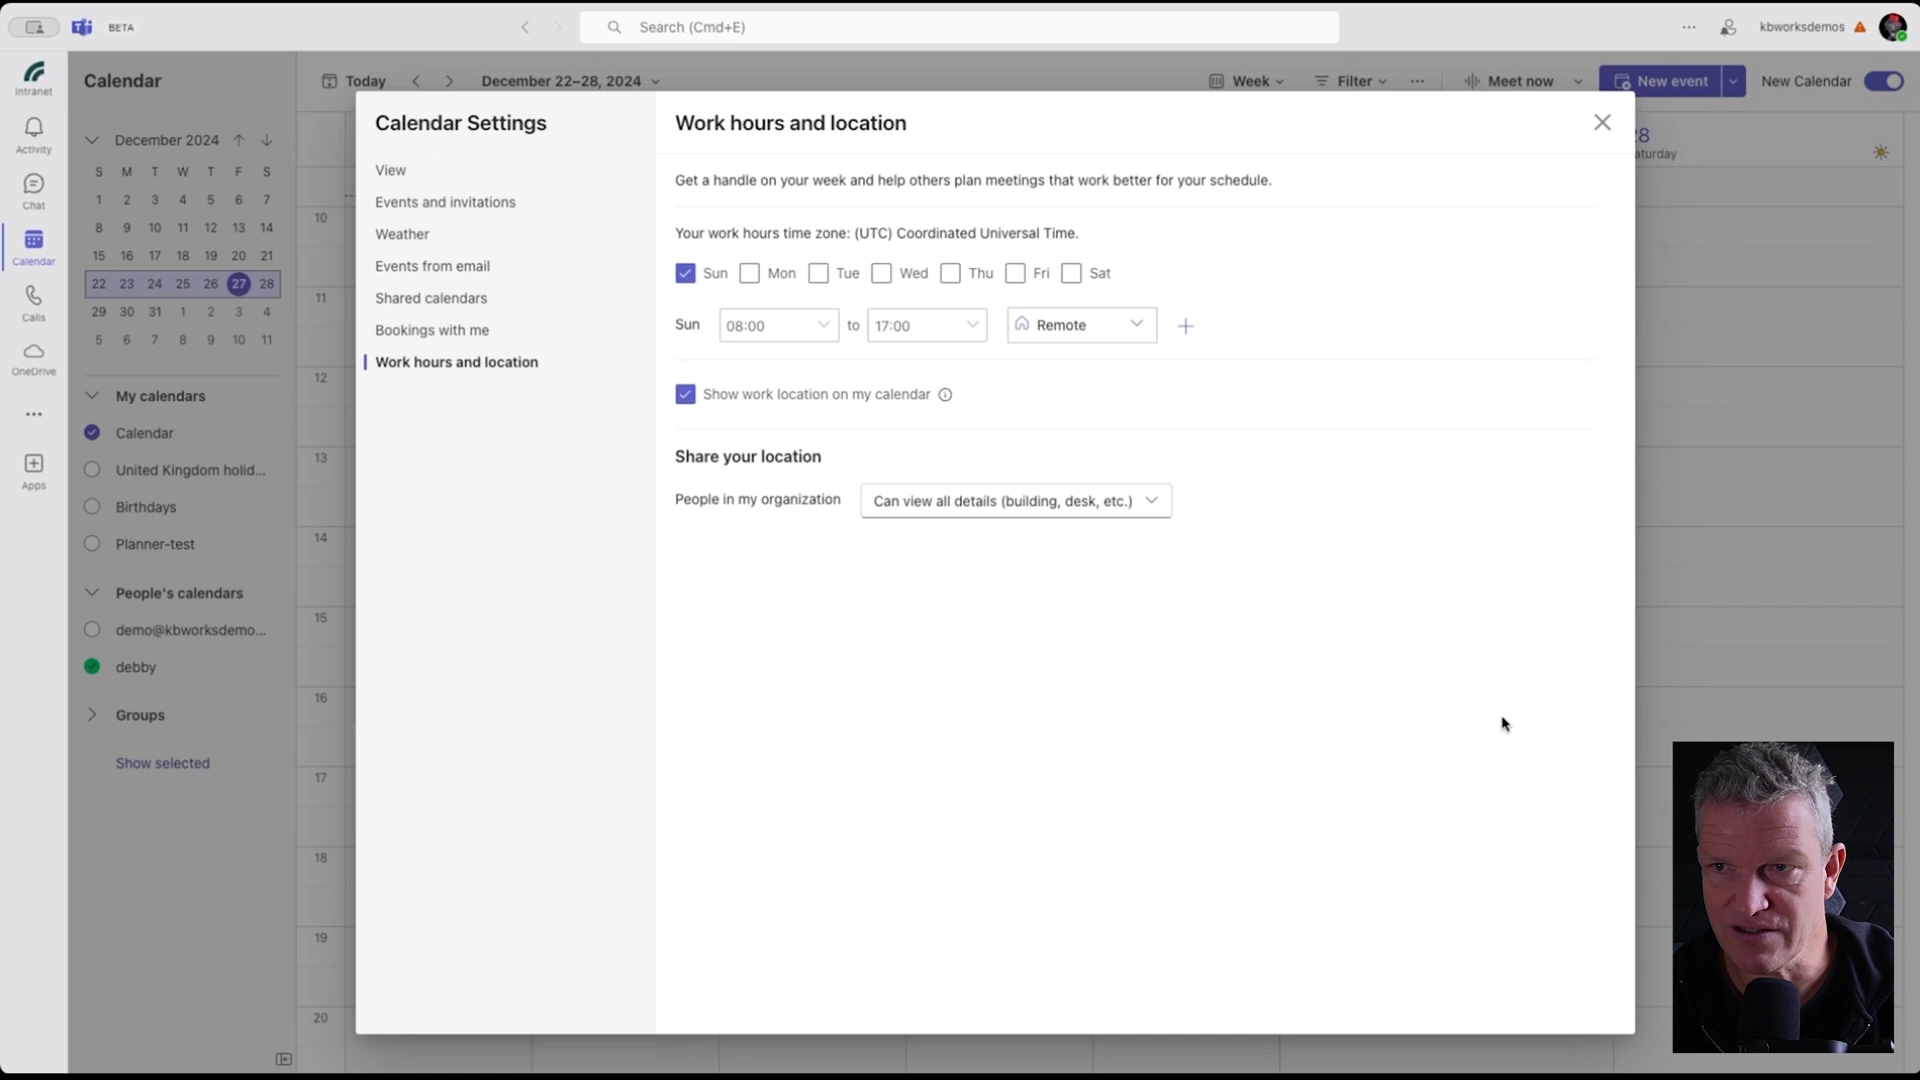 BETA
Search (Cmd+E)
kbworksdemos
intranet
Activity
Chat
Calendar
Calls
OneDrive
Apps
Calendar
December 2024
S M T W T F S
1 2 3 4 5 6 7
8 9 10 11 12 13 14
15 16 17 18 19 20 21
22 23 24 25 26 27 28
29 30 31 1 2 3 4
5 6 7 8 9 10 11
My calendars
Calendar
United Kingdom holid...
Birthdays
Planner-test
People's calendars
demo@kbworksdemo...
debby
Groups
Show selected
Today
December 22–28, 2024
Week
Filter
Meet now
New event
New Calendar
10
11
12
13
14
15
16
17
18
19
20
Calendar Settings
View
Events and invitations
Weather
Events from email
Shared calendars
Bookings with me
Work hours and location
Work hours and location
Get a handle on your week and help others plan meetings that work better for your schedule.
Your work hours time zone: (UTC) Coordinated Universal Time.
Sun Mon Tue Wed Thu Fri Sat
Sun 08:00 to 17:00 Remote
Show work location on my calendar
Share your location
People in my organization Can view all details (building, desk, etc.)
8
aturday